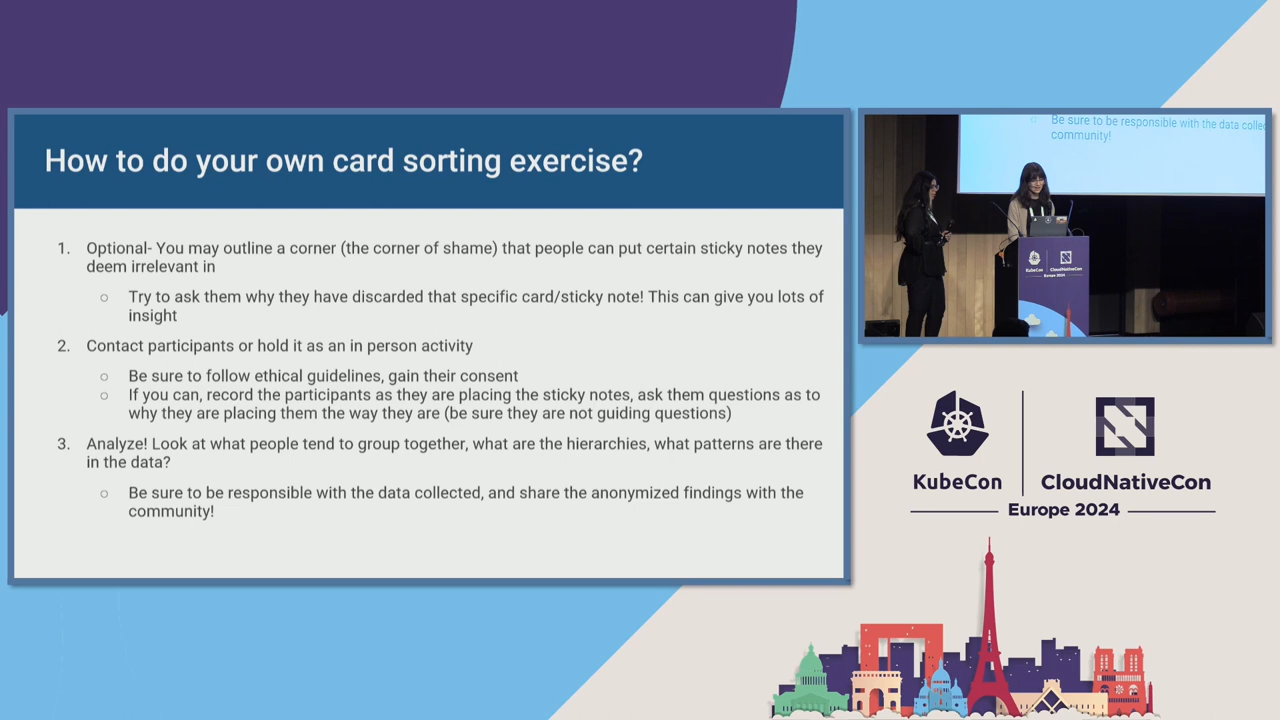 How to do your own card sorting exercise?
1. Optional- You may outline a corner (the corner of shame) that people can put certain sticky notes they
deem irrelevant in
○ Try to ask them why they have discarded that specific card/sticky note! This can give you lots of
insight
2. Contact participants or hold it as an in person activity
○ Be sure to follow ethical guidelines, gain their consent
○ If you can, record the participants as they are placing the sticky notes, ask them questions as to
why they are placing them the way they are (be sure they are not guiding questions)
3. Analyze! Look at what people tend to group together, what are the hierarchies, what patterns are there
in the data?
○ Be sure to be responsible with the data collected, and share the anonymized findings with the
community!
○ Be sure to be responsible with the data
community!
KubeCon CloudNativeCon
Europe 2024
KubeCon CloudNativeCon
Europe 2024